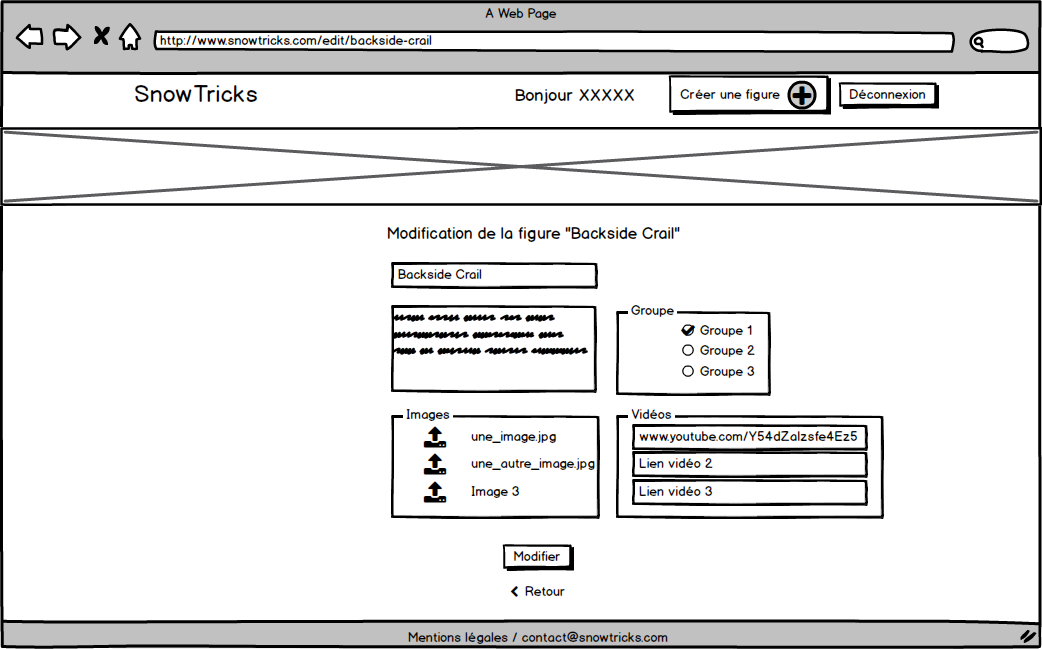 A Web Page
http://www.snowtricks.com/edit/backside-crail
SnowTricks
Bonjour XXXXX
Créer une figure
Déconnexion
Modification de la figure "Backside Crail"
Backside Crail
Groupe
Groupe 1
Groupe 2
Groupe 3
Images
une_image.jpg
une_autre_image.jpg
Image 3
Vidéos
www.youtube.com/Y54dZalzsfe4Ez5
Lien vidéo 2
Lien vidéo 3
Modifier
Retour
Mentions légales / contact@snowtricks.com